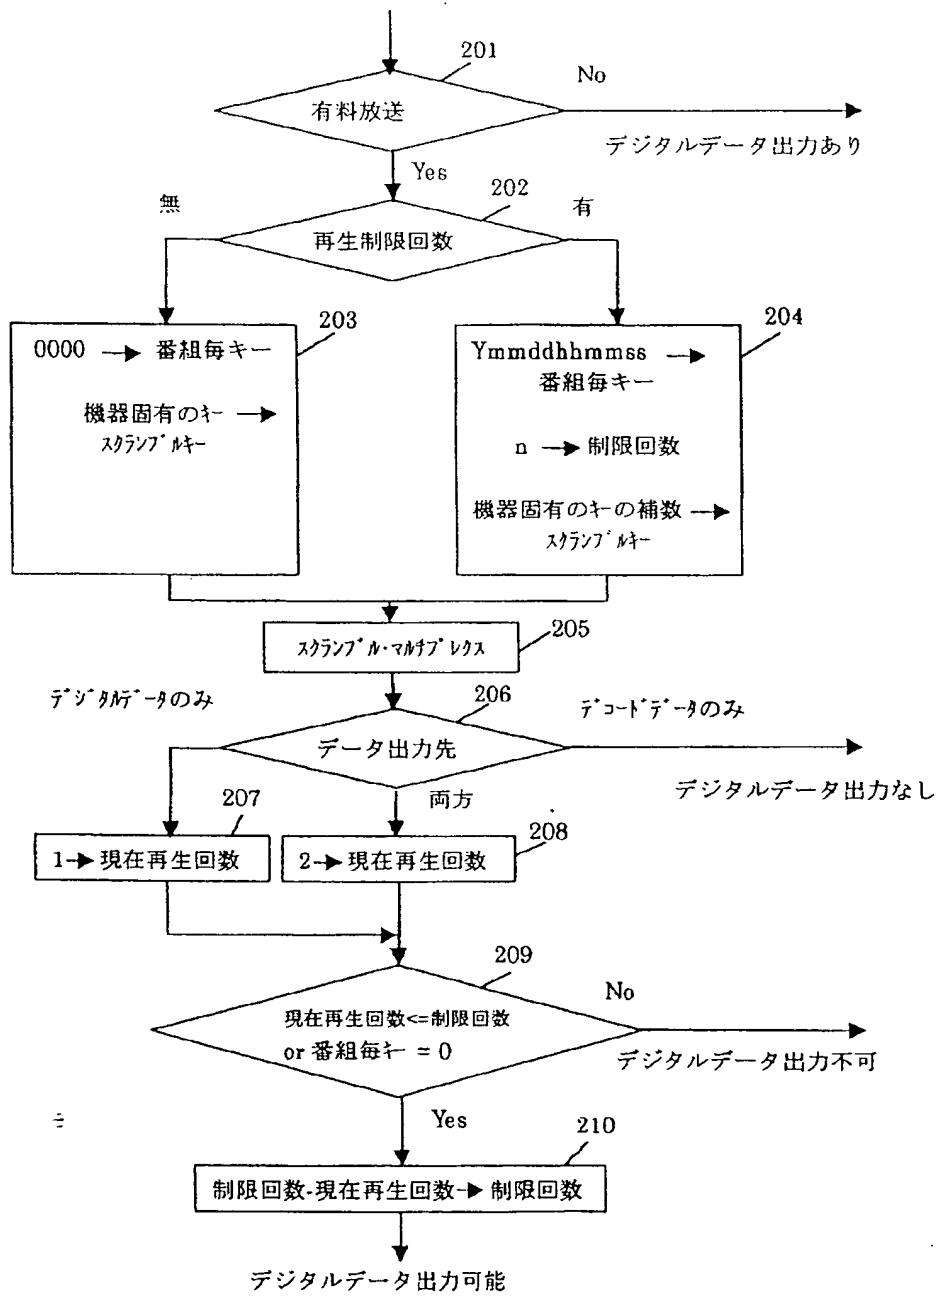 201
No
有料放送
デジタルデータ出力あり
Yes
202
無
有
再生制限回数
203
0000 → 番組毎キー
機器固有のキー →
スクランブルキー
204
Ymmddhhmmss →
番組毎キー
n → 制限回数
機器固有のキーの補数 →
スクランブルキー
スクランブル・マルチプレクス
205
デジタルデータのみ
206
デコードデータのみ
データ出力先
デジタルデータ出力なし
両方
207
1→現在再生回数
208
2→現在再生回数
209
No
現在再生回数<=制限回数
or 番組毎キー = 0
デジタルデータ出力不可
Yes
210
制限回数-現在再生回数→ 制限回数
デジタルデータ出力可能